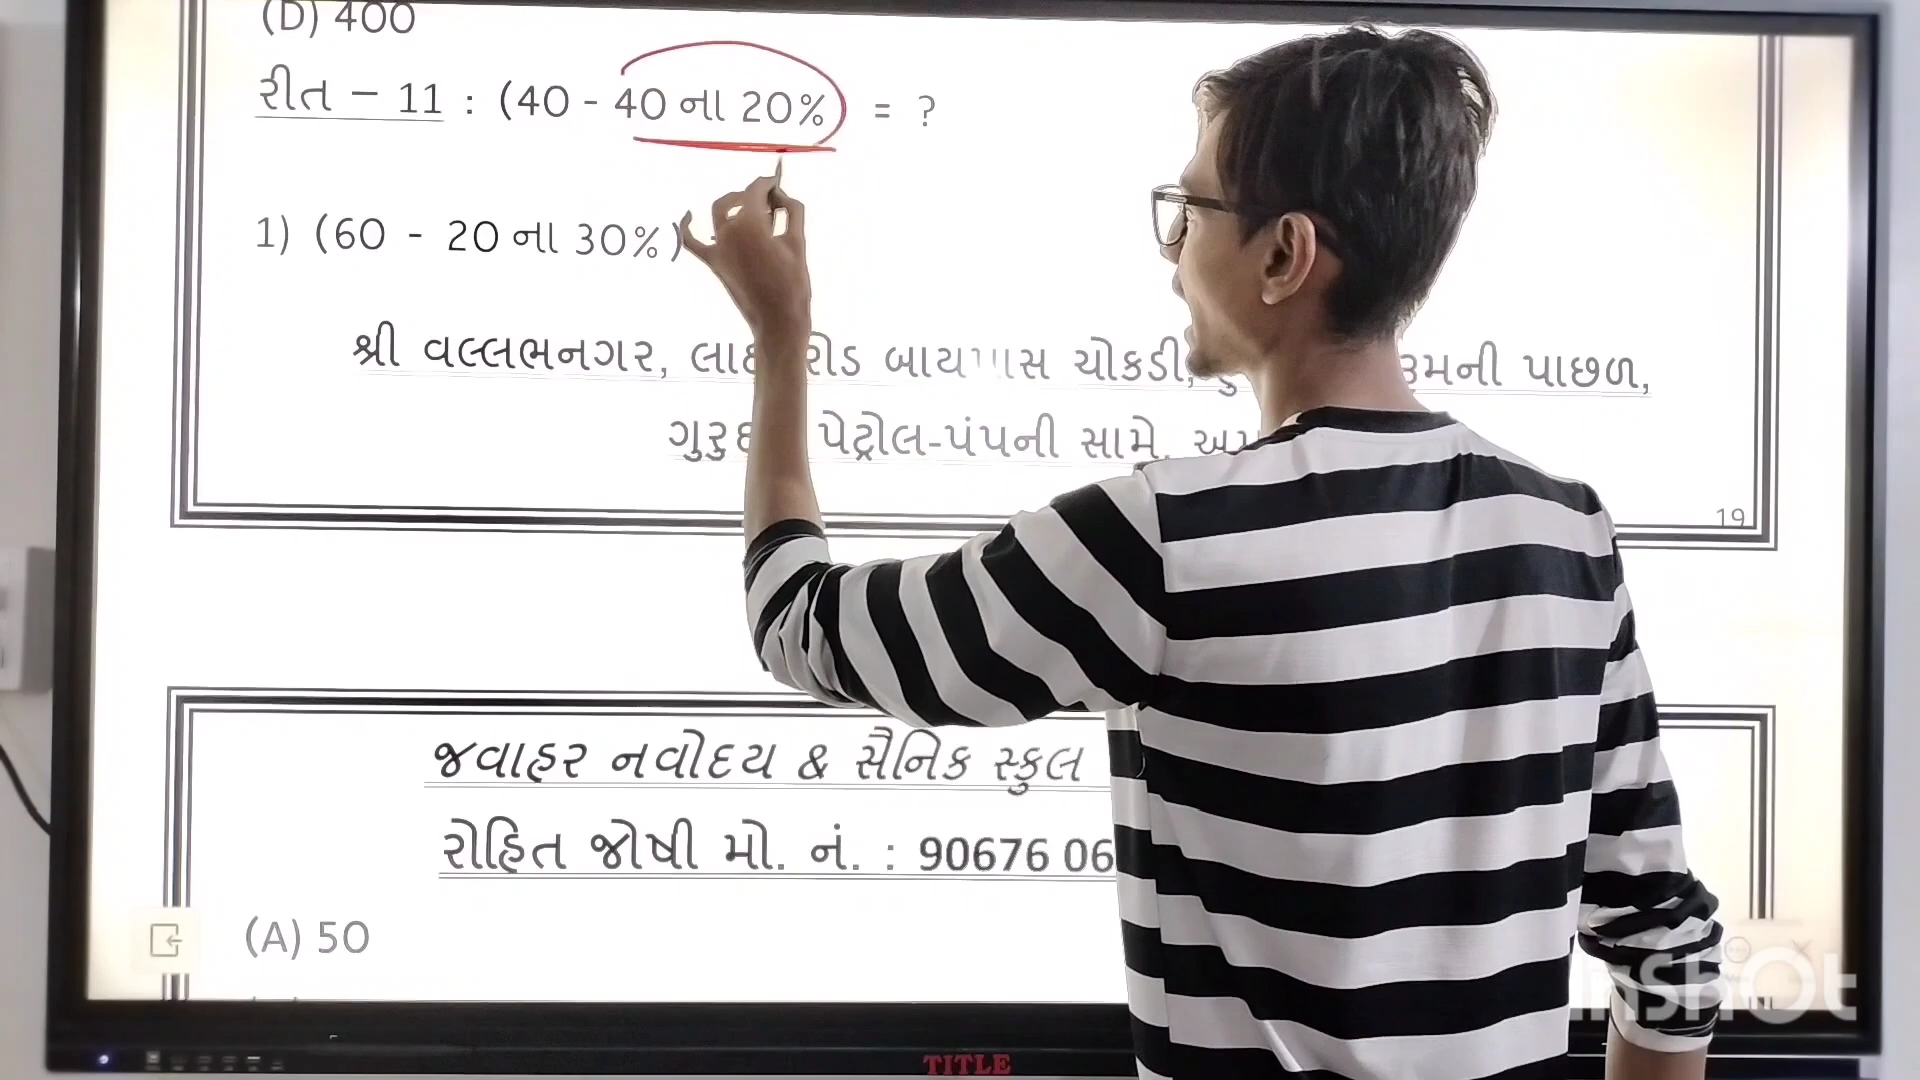 (D) 400
રીત – 11 : (40 - 40 ના 20% = ?
1) (60 - 20 ના 30%)
શ્રી વલ્લભનગર, બાયપાસ ચોકડી, પાછળ,
પેટ્રોલ-પંપની સામે,
19
જવાહર નવોદય & સૈનિક સ્કુલ
રોહિત જોષી મો. નં. : 90676 06
(A) 50
InShOt
TITLE